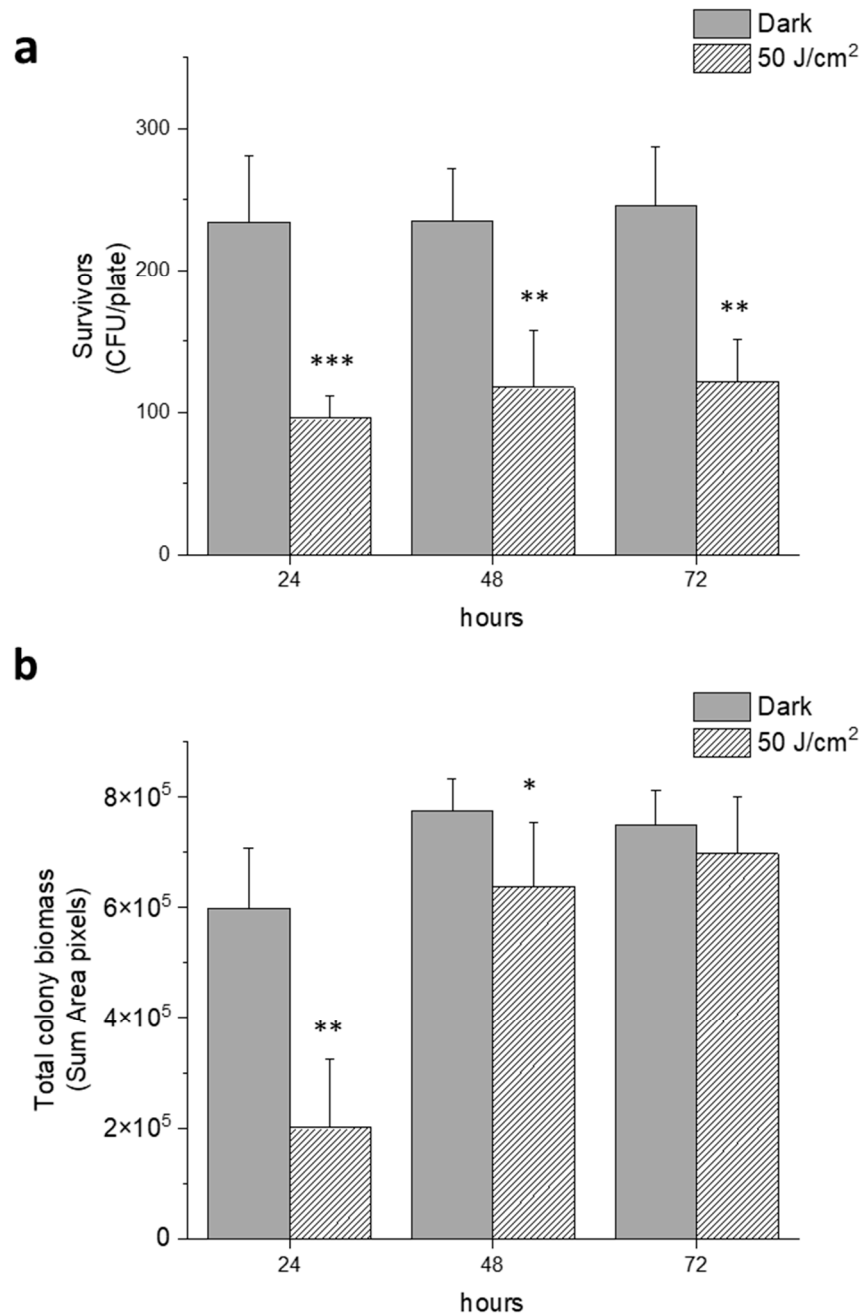 a
Dark
50 J/cm²
300
200
100
0
Survivors
(CFU/plate)
***
**
**
24
48
72
hours
b
Dark
50 J/cm²
8×10⁵
6×10⁵
4×10⁵
2×10⁵
0
Total colony biomass
(Sum Area pixels)
**
*
24
48
72
hours